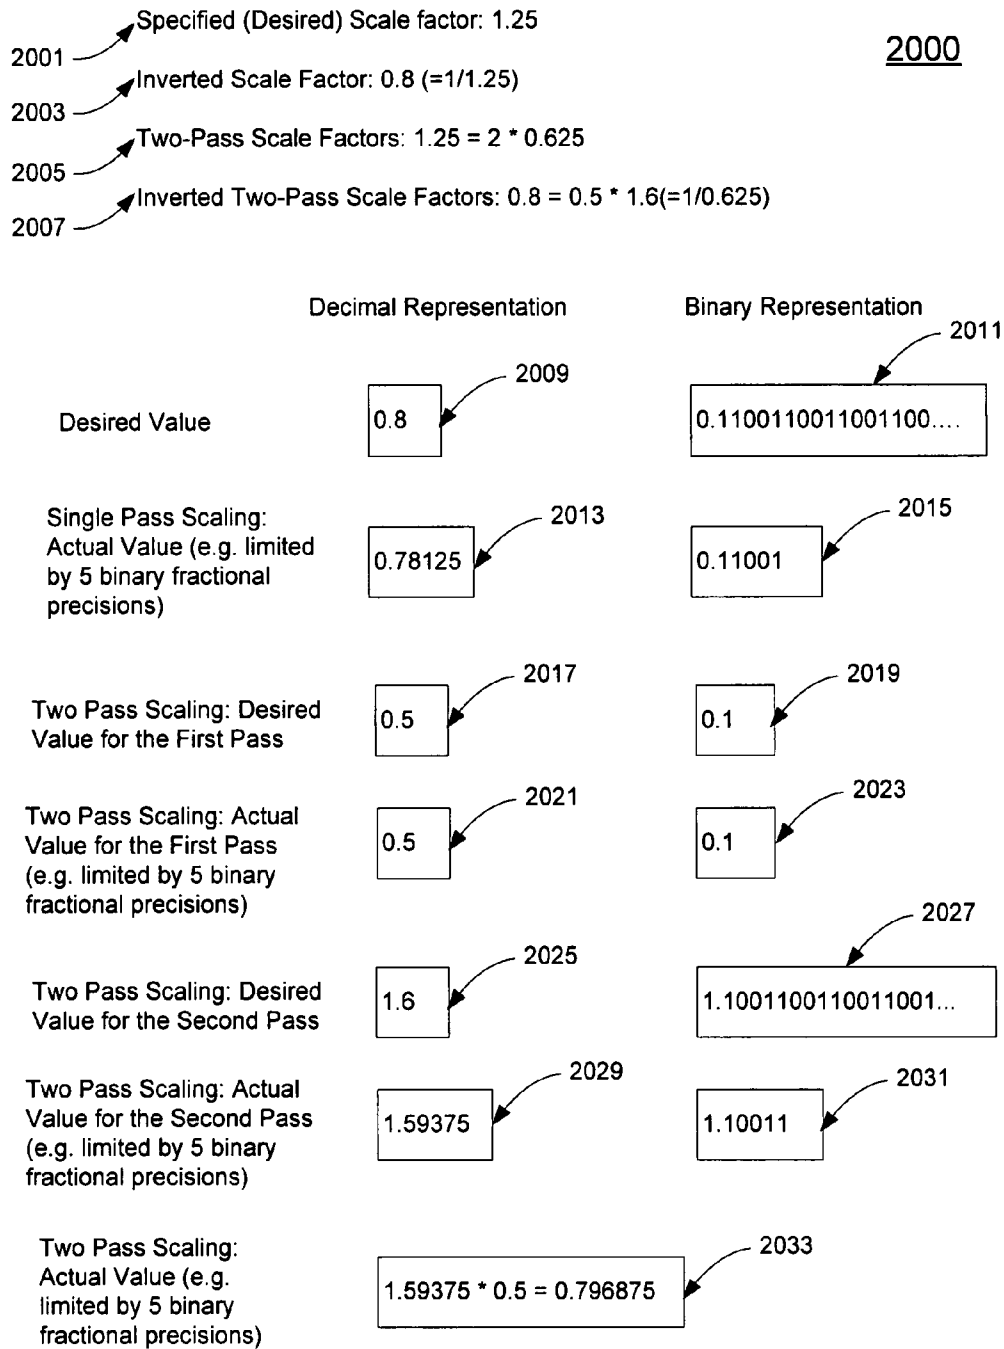 Specified (Desired) Scale factor: 1.25
2000
2001
Inverted Scale Factor: 0.8 (=1/1.25)
2003
Two-Pass Scale Factors: 1.25 = 2 * 0.625
2005
Inverted Two-Pass Scale Factors: 0.8 = 0.5 * 1.6(=1/0.625)
2007
Decimal Representation
Binary Representation
2011
2009
Desired Value
0.8
0.1100110011001100....
Single Pass Scaling:
Actual Value (e.g. limited
by 5 binary fractional
precisions)
2013
0.78125
2015
0.11001
Two Pass Scaling: Desired
Value for the First Pass
2017
0.5
2019
0.1
Two Pass Scaling: Actual
Value for the First Pass
(e.g. limited by 5 binary
fractional precisions)
2021
0.5
2023
0.1
2027
Two Pass Scaling: Desired
Value for the Second Pass
2025
1.6
1.1001100110011001...
Two Pass Scaling: Actual
Value for the Second Pass
(e.g. limited by 5 binary
fractional precisions)
2029
1.59375
2031
1.10011
Two Pass Scaling:
Actual Value (e.g.
limited by 5 binary
fractional precisions)
2033
1.59375 * 0.5 = 0.796875